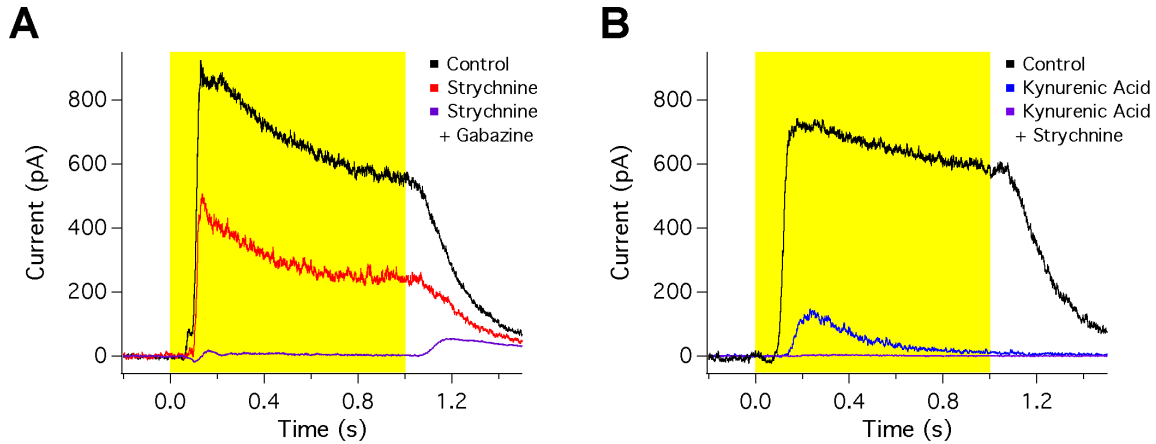 A
Current (pA)
800
600
400
200
0
Control
Strychnine
Strychnine
+ Gabazine
0.0
0.4
0.8
1.2
Time (s)
B
Current (pA)
800
600
400
200
0
Control
Kynurenic Acid
Kynurenic Acid
+ Strychnine
0.0
0.4
0.8
1.2
Time (s)